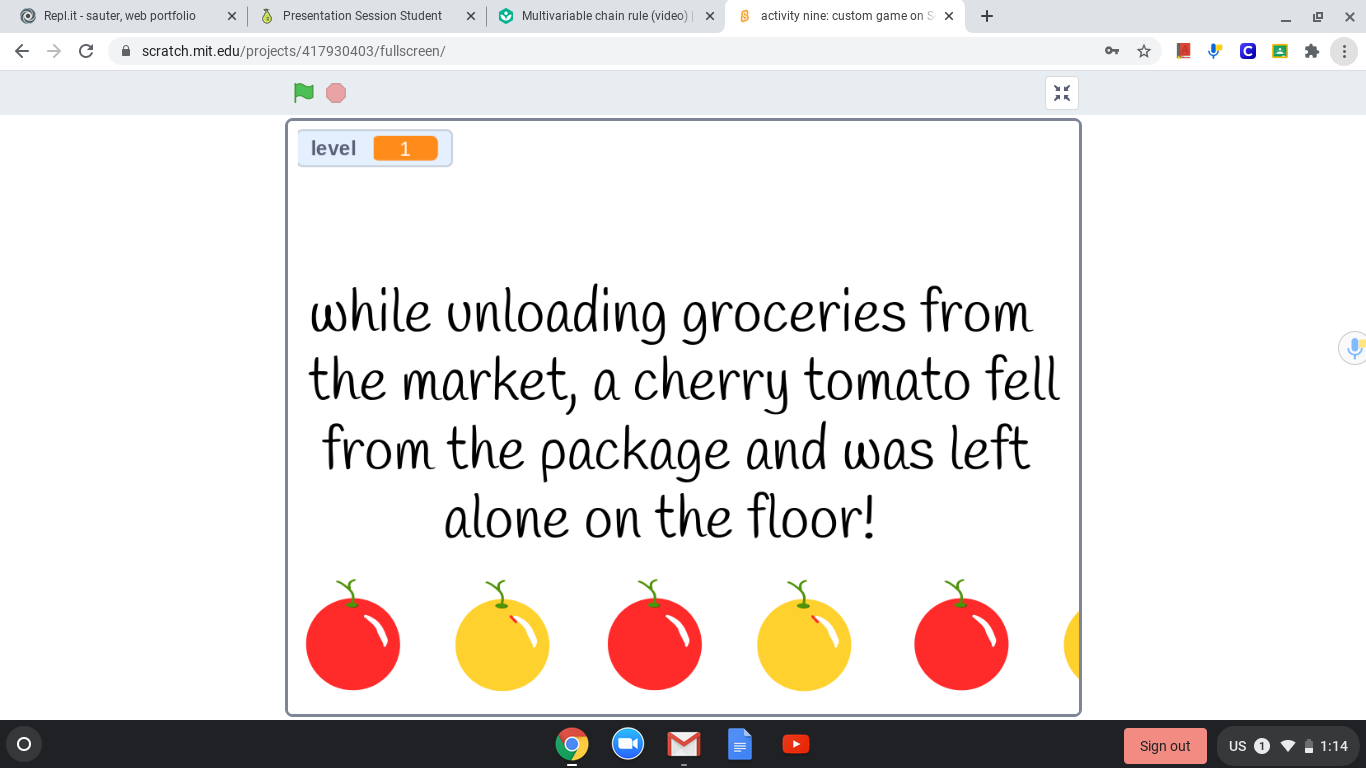 Repl.it - sauter, web portfolio
Presentation Session Student
Multivariable chain rule (video) |
activity nine: custom game on S
scratch.mit.edu/projects/417930403/fullscreen/
level 1
while unloading groceries from
the market, a cherry tomato fell
from the package and was left
alone on the floor!
Sign out
US 1 1:14